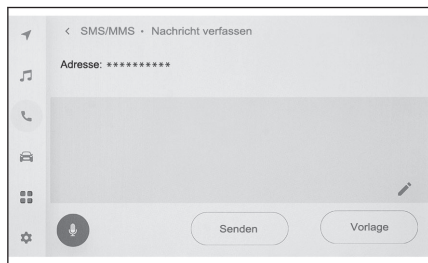 < SMS/MMS • Nachricht verfassen
Adresse: **********
Senden
Vorlage